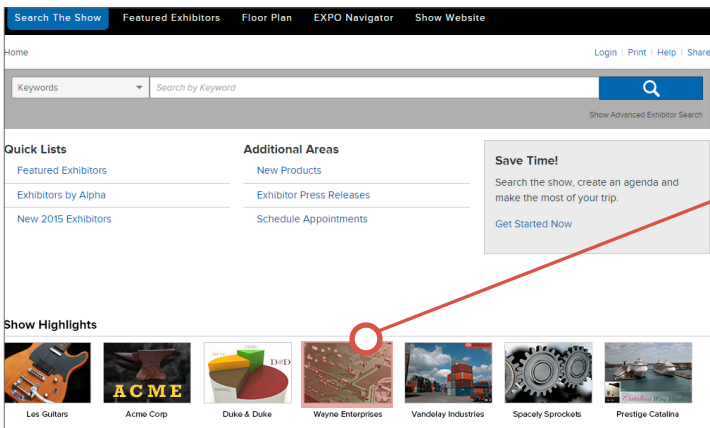 Search The Show Featured Exhibitors Floor Plan EXPO Navigator Show Website
Home Login | Print | Help | Share
Keywords Search by Keyword
Show Advanced Exhibitor Search
Quick Lists
Featured Exhibitors
Exhibitors by Alpha
New 2015 Exhibitors
Additional Areas
New Products
Exhibitor Press Releases
Schedule Appointments
Save Time!
Search the show, create an agenda and
make the most of your trip.
Get Started Now
Show Highlights
ACME
D&D
Catalina
Les Guitars Acme Corp Duke & Duke Wayne Enterprises Vandelay Industries Spacely Sprockets Prestige Catalina